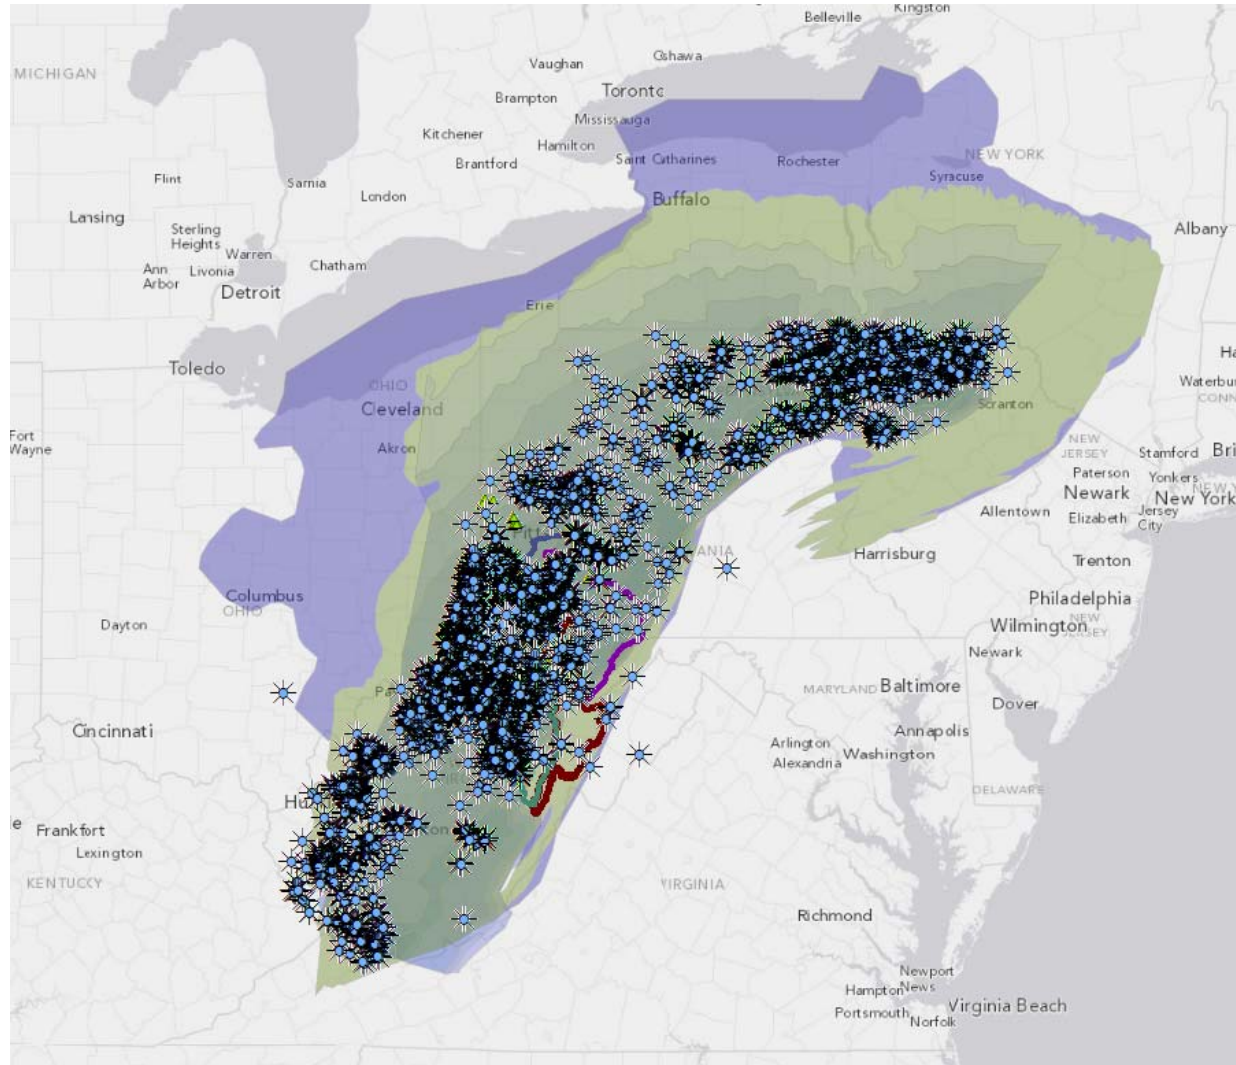 Kingston
Belleville
Oshawa
Vaughan
MICHIGAN
Toronto
Brampton
Mississauga
Kitchener
Hamilton
Brantford
Saint Catharines
Rochester
NEW YORK
Syracuse
Flint
Sarnia
London
Buffalo
Lansing
Sterling
Heights
Albany
Warren
Ann
Arbor
Livonia
Chatham
Detroit
Erie
Toledo
OHIO
Cleveland
Scranton
Fort
Wayne
Akron
NEW
JERSEY
Stamford
Paterson
Yonkers
Newark
New York
Allentown
Elizabeth
Jersey
City
Harrisburg
Trenton
Columbus
OHIO
Dayton
Philadelphia
Wilmington
NEW
JERSEY
Newark
MARYLAND
Baltimore
Dover
Cincinnati
Annapolis
Arlington
Alexandria
Washington
DELAWARE
Frankfort
Lexington
KENTUCKY
VIRGINIA
Richmond
Newport
News
Hampton
Portsmouth
Norfolk
Virginia Beach